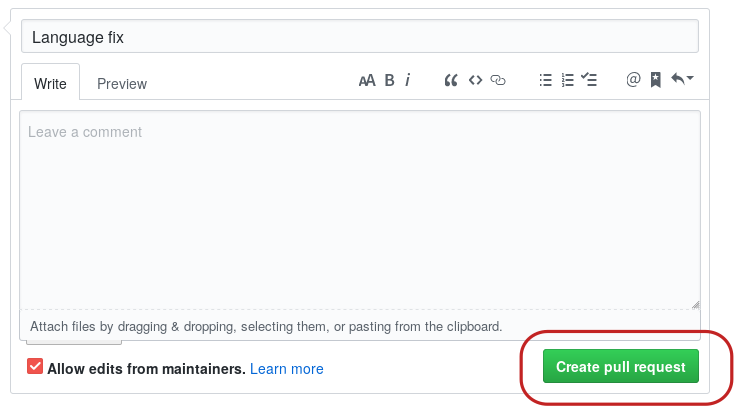 Language fix
Write Preview AA B i @
Leave a comment
Attach files by dragging & dropping, selecting them, or pasting from the clipboard.
Allow edits from maintainers. Learn more Create pull request